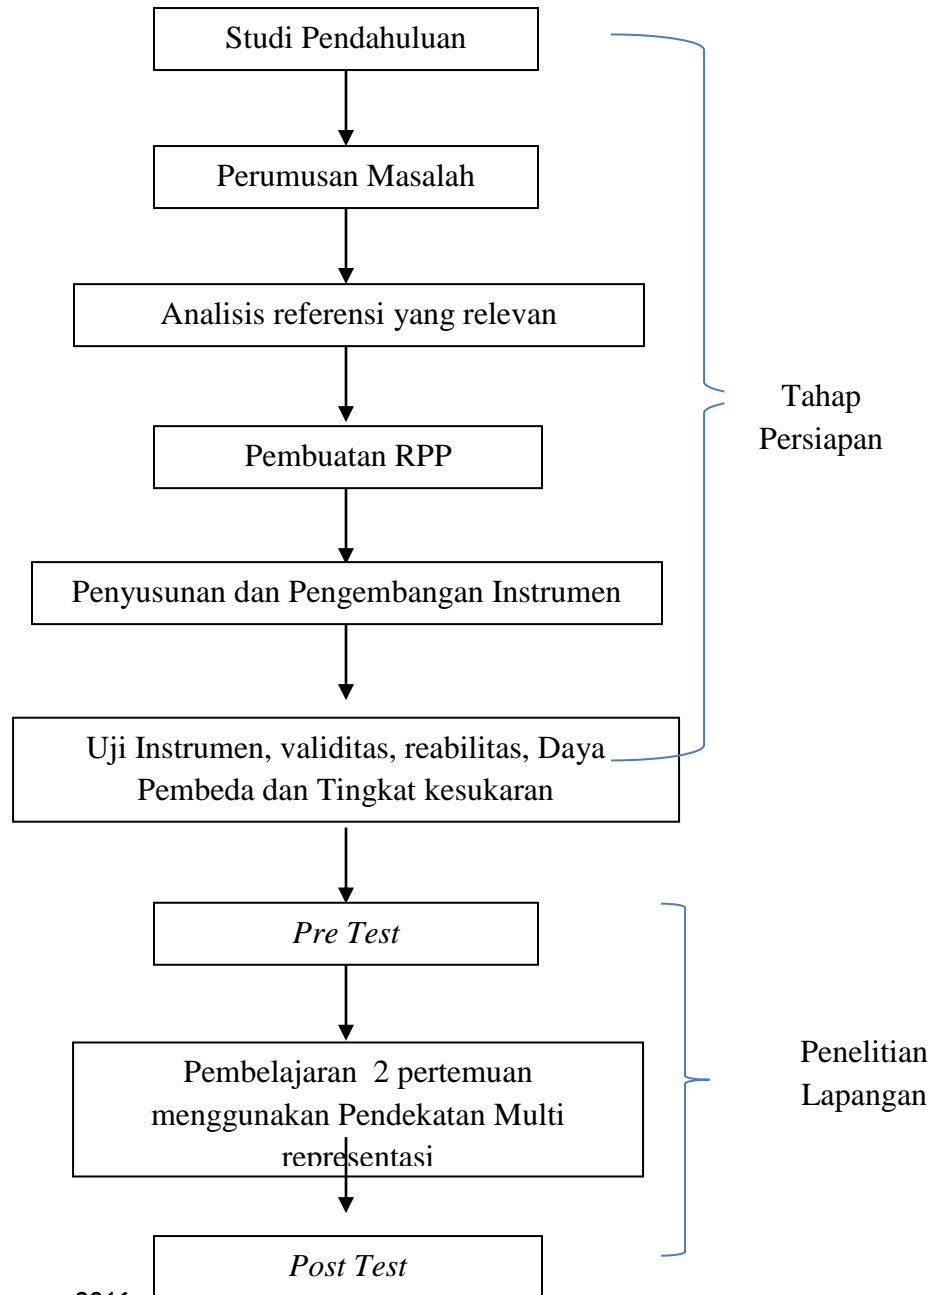 Studi Pendahuluan
Perumusan Masalah
Analisis referensi yang relevan
Tahap
Persiapan
Pembuatan RPP
Penyusunan dan Pengembangan Instrumen
Uji Instrumen, validitas, reabilitas, Daya
Pembeda dan Tingkat kesukaran
Pre Test
Pembelajaran 2 pertemuan
menggunakan Pendekatan Multi
representasi
Penelitian
Lapangan
Post Test